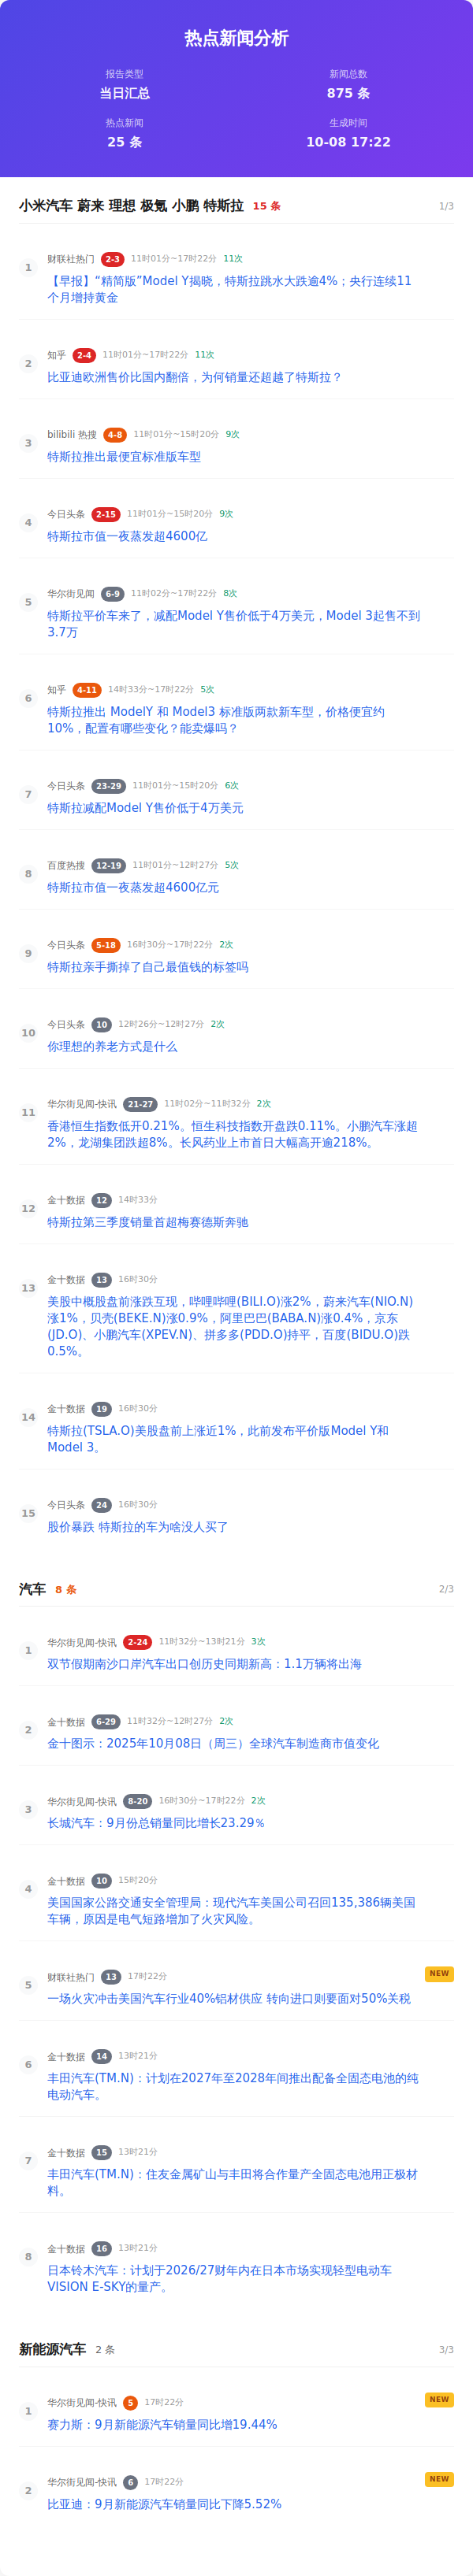 热点新闻分析
报告类型
新闻总数
当日汇总
875 条
热点新闻
生成时间
25 条
10-08 17:22
小米汽车 蔚来 理想 极氪 小鹏 特斯拉 15 条 1/3
1
财联社热门 2-3 11时01分~17时22分 11次
【早报】“精简版”Model Y揭晓，特斯拉跳水大跌逾4%；央行连续11
个月增持黄金
2
知乎 2-4 11时01分~17时22分 11次
比亚迪欧洲售价比国内翻倍，为何销量还超越了特斯拉？
3
bilibili 热搜 4-8 11时01分~15时20分 9次
特斯拉推出最便宜标准版车型
4
今日头条 2-15 11时01分~15时20分 9次
特斯拉市值一夜蒸发超4600亿
5
华尔街见闻 6-9 11时02分~17时22分 8次
特斯拉平价车来了，减配Model Y售价低于4万美元，Model 3起售不到
3.7万
6
知乎 4-11 14时33分~17时22分 5次
特斯拉推出 ModelY 和 Model3 标准版两款新车型，价格便宜约
10%，配置有哪些变化？能卖爆吗？
7
今日头条 23-29 11时01分~15时20分 6次
特斯拉减配Model Y售价低于4万美元
8
百度热搜 12-19 11时01分~12时27分 5次
特斯拉市值一夜蒸发超4600亿元
9
今日头条 5-18 16时30分~17时22分 2次
特斯拉亲手撕掉了自己最值钱的标签吗
10
今日头条 10 12时26分~12时27分 2次
你理想的养老方式是什么
11
华尔街见闻-快讯 21-27 11时02分~11时32分 2次
香港恒生指数低开0.21%。恒生科技指数开盘跌0.11%。小鹏汽车涨超
2%，龙湖集团跌超8%。长风药业上市首日大幅高开逾218%。
12
金十数据 12 14时33分
特斯拉第三季度销量首超梅赛德斯奔驰
13
金十数据 13 16时30分
美股中概股盘前涨跌互现，哔哩哔哩(BILI.O)涨2%，蔚来汽车(NIO.N)
涨1%，贝壳(BEKE.N)涨0.9%，阿里巴巴(BABA.N)涨0.4%，京东
(JD.O)、小鹏汽车(XPEV.N)、拼多多(PDD.O)持平，百度(BIDU.O)跌
0.5%。
14
金十数据 19 16时30分
特斯拉(TSLA.O)美股盘前上涨近1%，此前发布平价版Model Y和
Model 3。
15
今日头条 24 16时30分
股价暴跌 特斯拉的车为啥没人买了
汽车 8 条 2/3
1
华尔街见闻-快讯 2-24 11时32分~13时21分 3次
双节假期南沙口岸汽车出口创历史同期新高：1.1万辆将出海
2
金十数据 6-29 11时32分~12时27分 2次
金十图示：2025年10月08日（周三）全球汽车制造商市值变化
3
华尔街见闻-快讯 8-20 16时30分~17时22分 2次
长城汽车：9月份总销量同比增长23.29％
4
金十数据 10 15时20分
美国国家公路交通安全管理局：现代汽车美国公司召回135,386辆美国
车辆，原因是电气短路增加了火灾风险。
5
财联社热门 13 17时22分 NEW
一场火灾冲击美国汽车行业40%铝材供应 转向进口则要面对50%关税
6
金十数据 14 13时21分
丰田汽车(TM.N)：计划在2027年至2028年间推出配备全固态电池的纯
电动汽车。
7
金十数据 15 13时21分
丰田汽车(TM.N)：住友金属矿山与丰田将合作量产全固态电池用正极材
料。
8
金十数据 16 13时21分
日本铃木汽车：计划于2026/27财年内在日本市场实现轻型电动车
VISION E-SKY的量产。
新能源汽车 2 条 3/3
1
华尔街见闻-快讯 5 17时22分 NEW
赛力斯：9月新能源汽车销量同比增19.44%
2
华尔街见闻-快讯 6 17时22分 NEW
比亚迪：9月新能源汽车销量同比下降5.52%